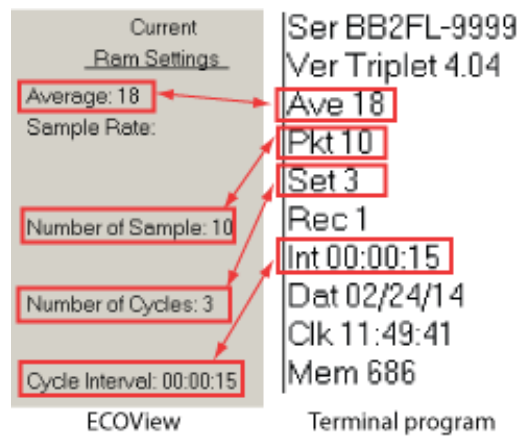 Current
Ram Settings
Average: 18
Sample Rate:
Number of Sample: 10
Number of Cycles: 3
Cycle Interval: 00:00:15
ECOView
Ser BB2FL-9999
Ver Triplet 4.04
Ave 18
Pkt 10
Set 3
Rec 1
Int 00:00:15
Dat 02/24/14
Clk 11:49:41
Mem 686
Terminal program